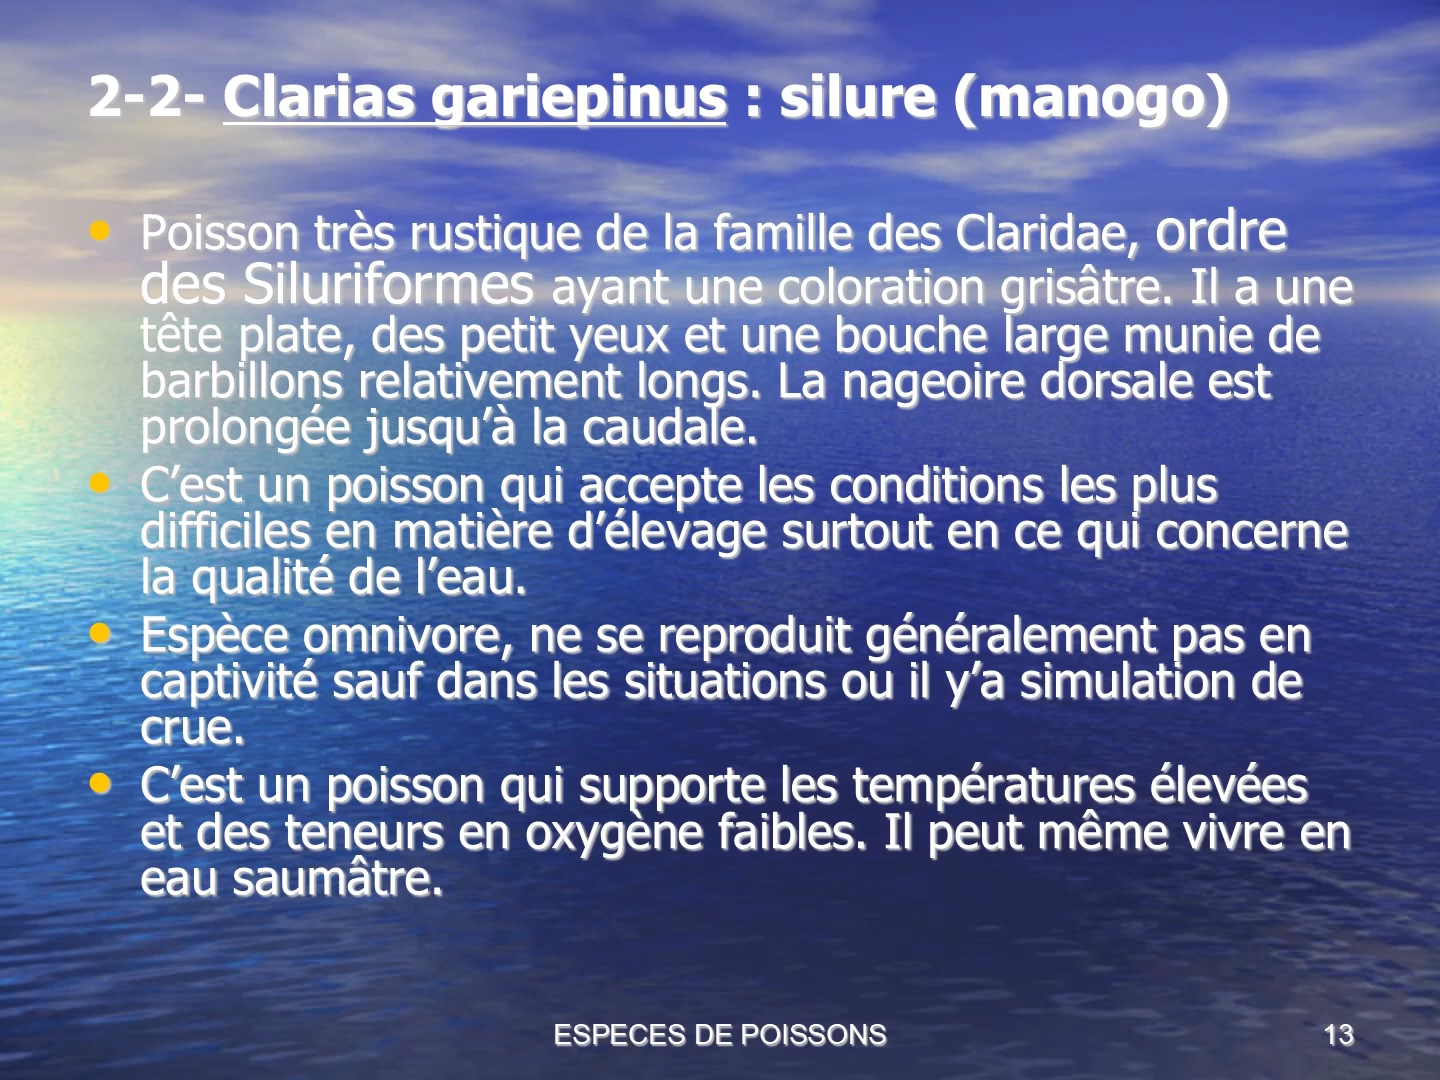 2-2- Clarias gariepinus : silure (manogo)
• Poisson très rustique de la famille des Claridae, ordre
des Siluriformes ayant une coloration grisâtre. Il a une
tête plate, des petit yeux et une bouche large munie de
barbillons relativement longs. La nageoire dorsale est
prolongée jusqu’à la caudale.
• C’est un poisson qui accepte les conditions les plus
difficiles en matière d’élevage surtout en ce qui concerne
la qualité de l’eau.
• Espèce omnivore, ne se reproduit généralement pas en
captivité sauf dans les situations ou il y’a simulation de
crue.
• C’est un poisson qui supporte les températures élevées
et des teneurs en oxygène faibles. Il peut même vivre en
eau saumâtre.
ESPECES DE POISSONS
13